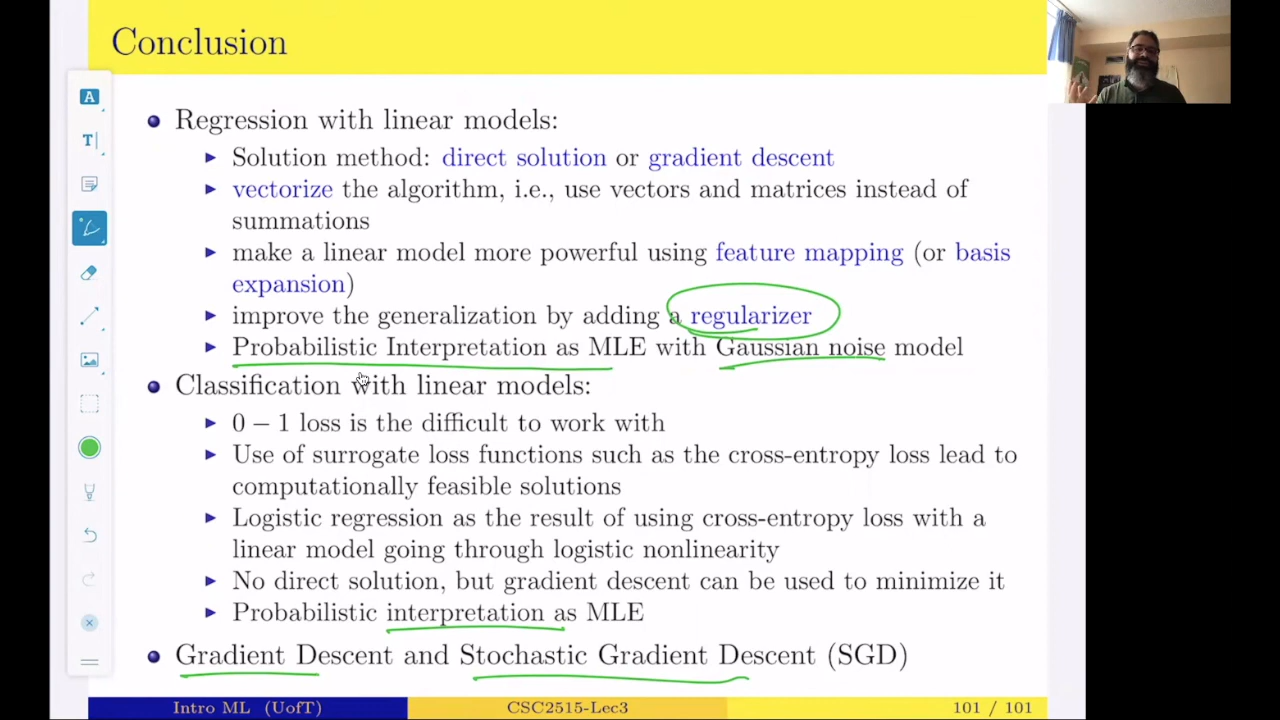 Conclusion
Regression with linear models:
Solution method: direct solution or gradient descent
vectorize the algorithm, i.e., use vectors and matrices instead of
summations
make a linear model more powerful using feature mapping (or basis
expansion)
improve the generalization by adding a regularizer
Probabilistic Interpretation as MLE with Gaussian noise model
Classification with linear models:
0 − 1 loss is the difficult to work with
Use of surrogate loss functions such as the cross-entropy loss lead to
computationally feasible solutions
Logistic regression as the result of using cross-entropy loss with a
linear model going through logistic nonlinearity
No direct solution, but gradient descent can be used to minimize it
Probabilistic interpretation as MLE
Gradient Descent and Stochastic Gradient Descent (SGD)
Intro ML (UofT) CSC2515-Lec3 101 / 101
A
T